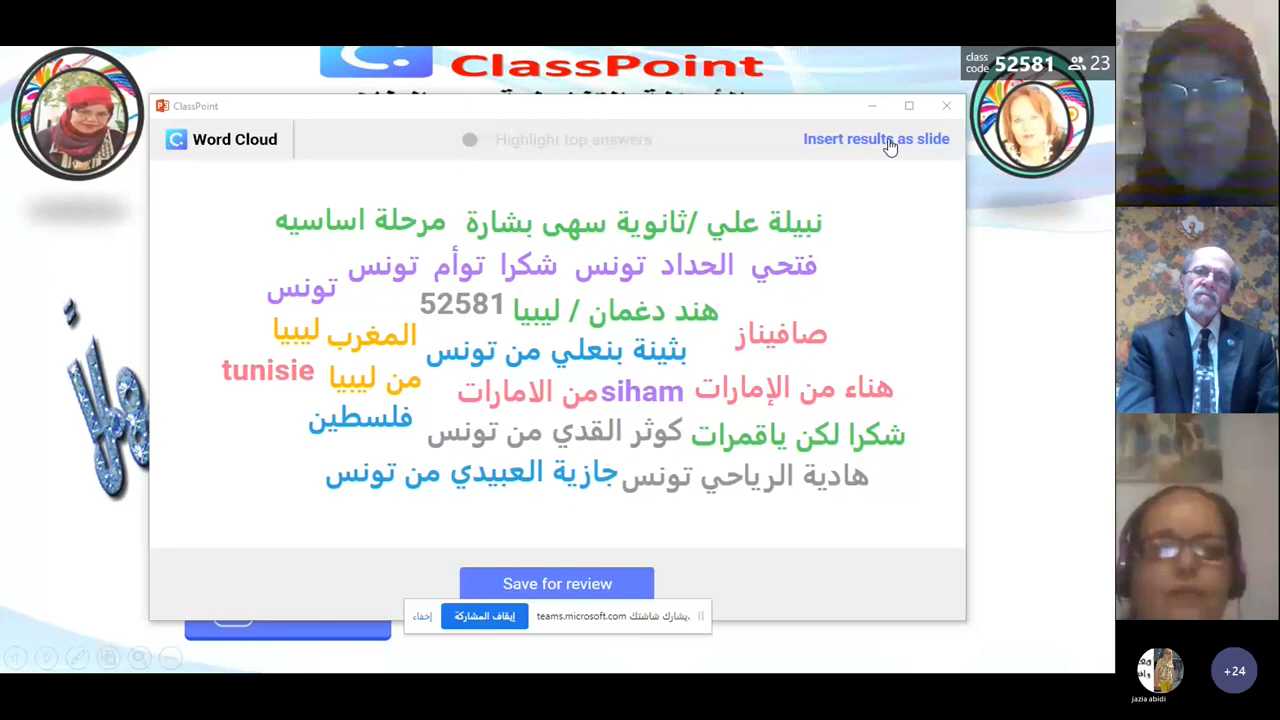 ClassPoint
class code 52581 23
ClassPoint
Word Cloud
Highlight top answers
Insert results as slide
نبيلة علي /ثانوية سهى بشارة مرحلة اساسيه
فتحي الحداد تونس شكرا توأم تونس
تونس
هند دغمان / ليبيا 52581
صافيناز
المغرب ليبيا
بثينة بنعلي من تونس
tunisie
من ليبيا
هناء من الإمارات siham من الامارات
فلسطين
شكرا لكن ياقمرات كوثر القدي من تونس
هادية الرياحي تونس جازية العبيدي من تونس
Save for review
يشارك شاشتك teams.microsoft.com.
إيقاف المشاركة
إخفاء
+24
jazia abidi